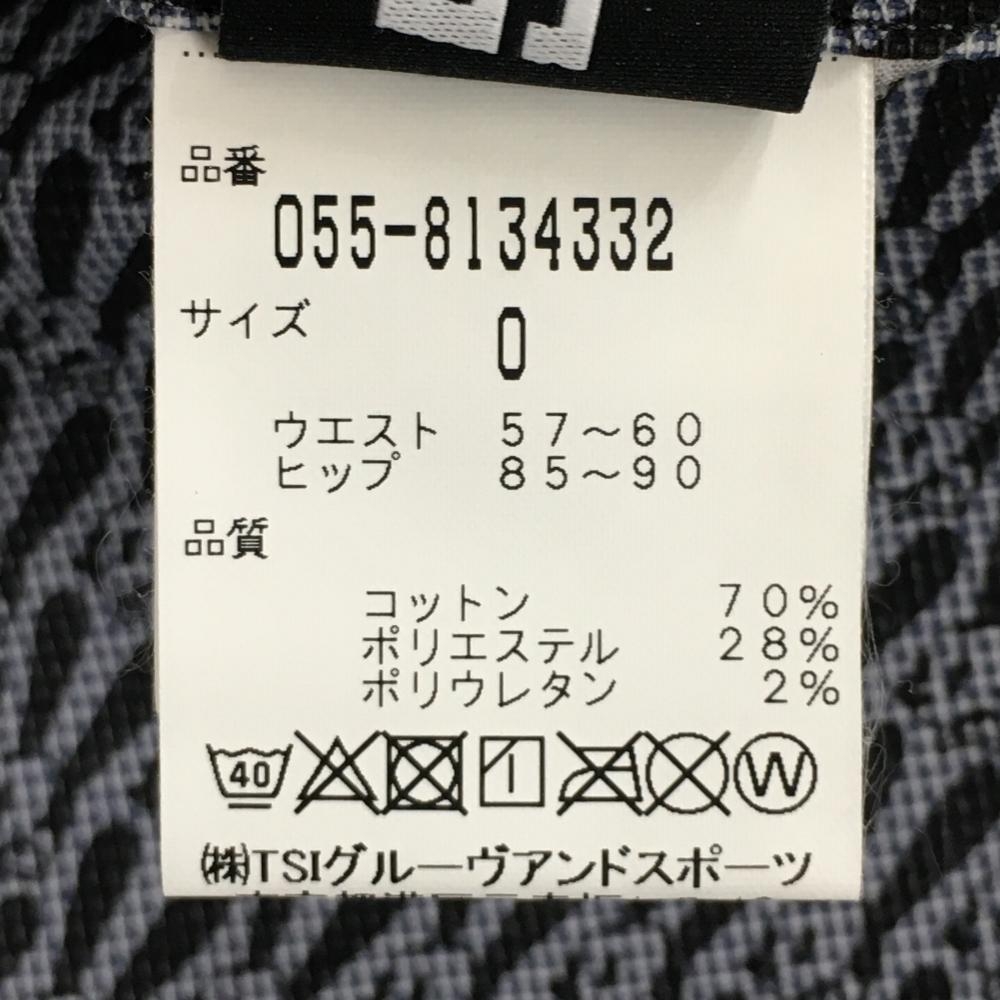 品番
055-8134332
サイズ 0
ウエスト 57～60
ヒップ 85～90
品質
コットン 70%
ポリエステル 28%
ポリウレタン 2%
40 W
㈱TSIグルーヴアンドスポーツ